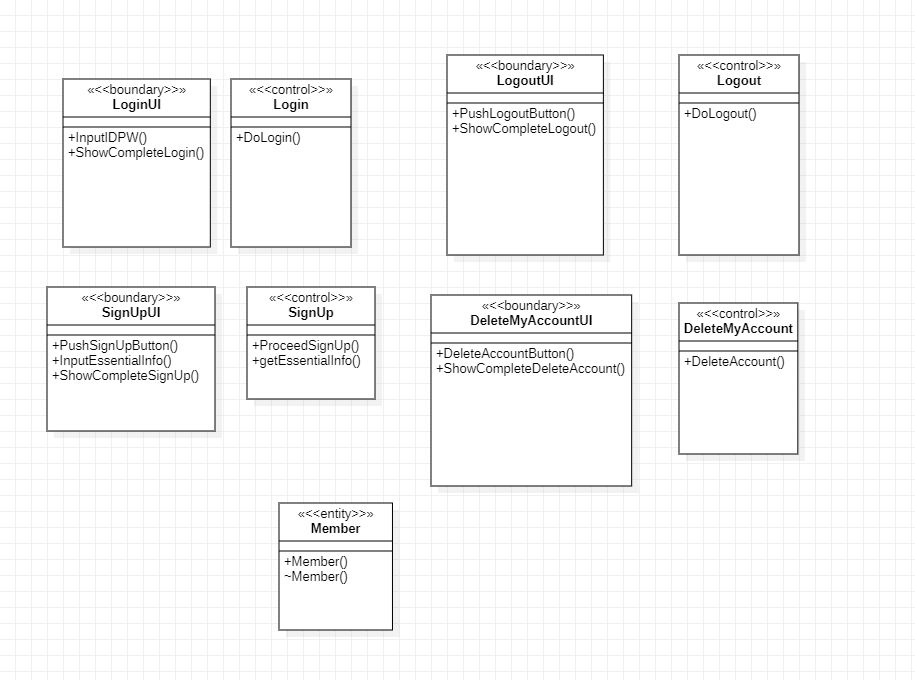 «<<boundary>>»
LoginUI
+InputIDPW()
+ShowCompleteLogin()
«<<control>>»
Login
+DoLogin()
«<<boundary>>»
LogoutUI
+PushLogoutButton()
+ShowCompleteLogout()
«<<control>>»
Logout
+DoLogout()
«<<boundary>>»
SignUpUI
+PushSignUpButton()
+InputEssentialInfo()
+ShowCompleteSignUp()
«<<control>>»
SignUp
+ProceedSignUp()
+getEssentialInfo()
«<<boundary>>»
DeleteMyAccountUI
+DeleteAccountButton()
+ShowCompleteDeleteAccount()
«<<control>>»
DeleteMyAccount
+DeleteAccount()
«<<entity>>»
Member
+Member()
~Member()